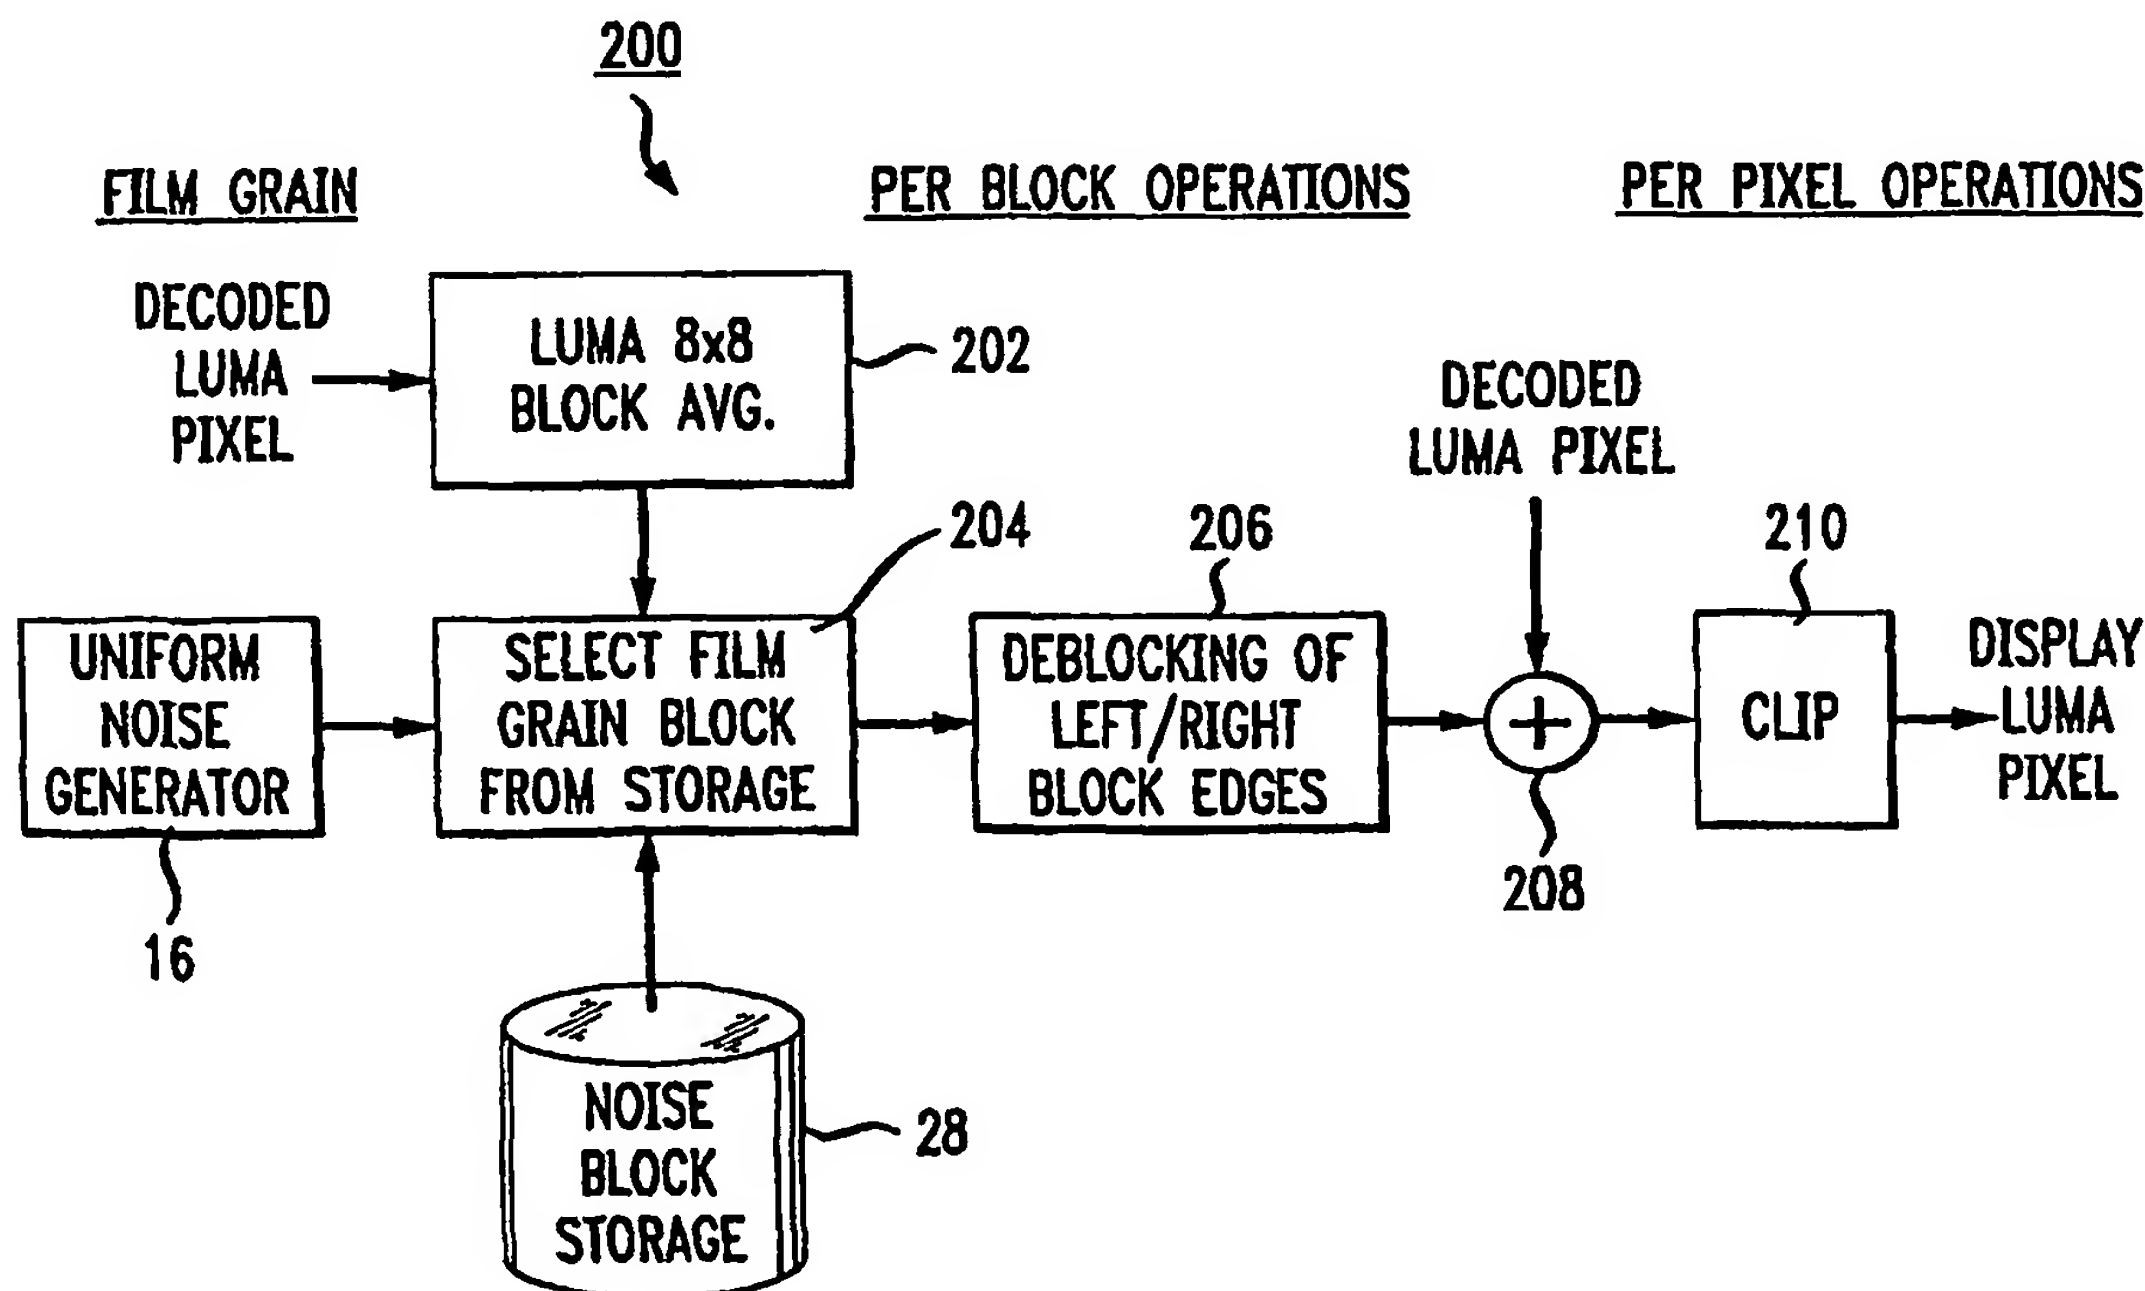 200
FILM GRAIN
PER BLOCK OPERATIONS
PER PIXEL OPERATIONS
DECODED
LUMA
PIXEL
LUMA 8x8
BLOCK AVG.
202
DECODED
LUMA PIXEL
204
206
210
UNIFORM
NOISE
GENERATOR
SELECT FILM
GRAIN BLOCK
FROM STORAGE
DEBLOCKING OF
LEFT/RIGHT
BLOCK EDGES
+
CLIP
DISPLAY
LUMA
PIXEL
208
16
NOISE
BLOCK
STORAGE
28